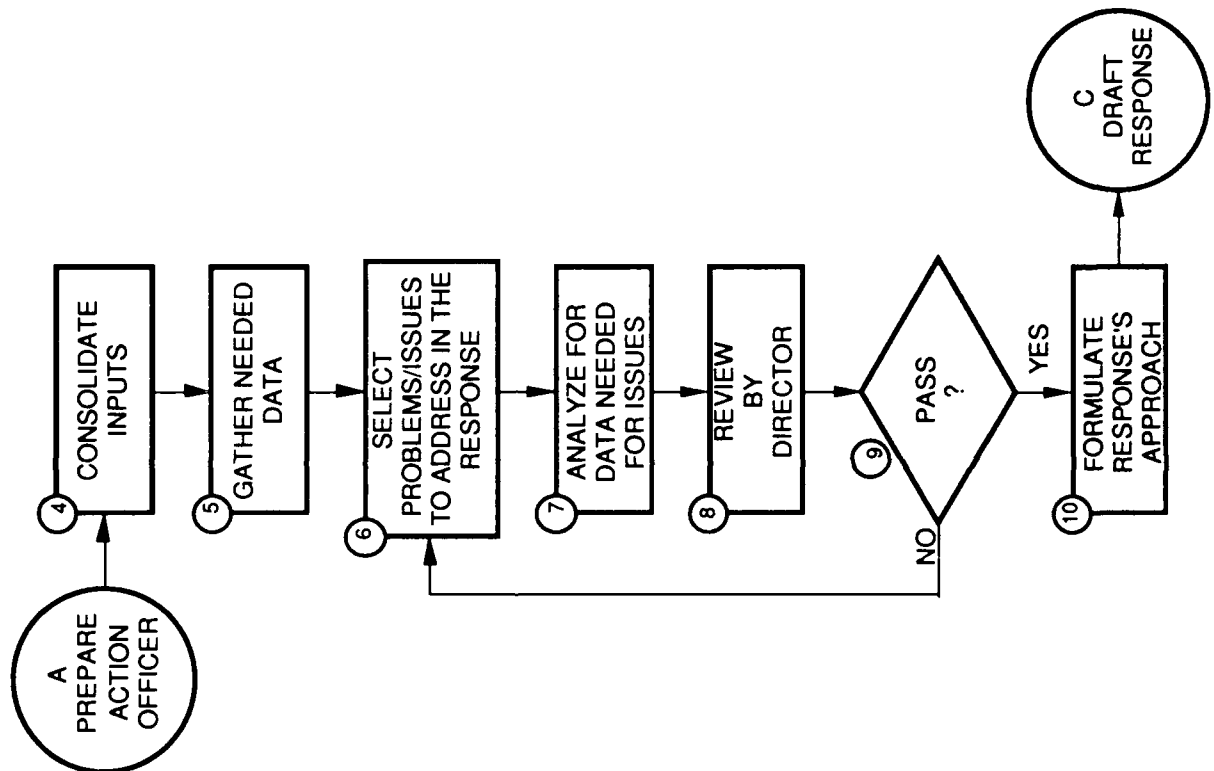 A
PREPARE
ACTION
OFFICER
4
CONSOLIDATE
INPUTS
5
GATHER NEEDED
DATA
6
SELECT
PROBLEMS/ISSUES
TO ADDRESS IN THE
RESPONSE
7
ANALYZE FOR
DATA NEEDED
FOR ISSUES
8
REVIEW
BY
DIRECTOR
9
PASS
?
NO
YES
10
FORMULATE
RESPONSE'S
APPROACH
C
DRAFT
RESPONSE